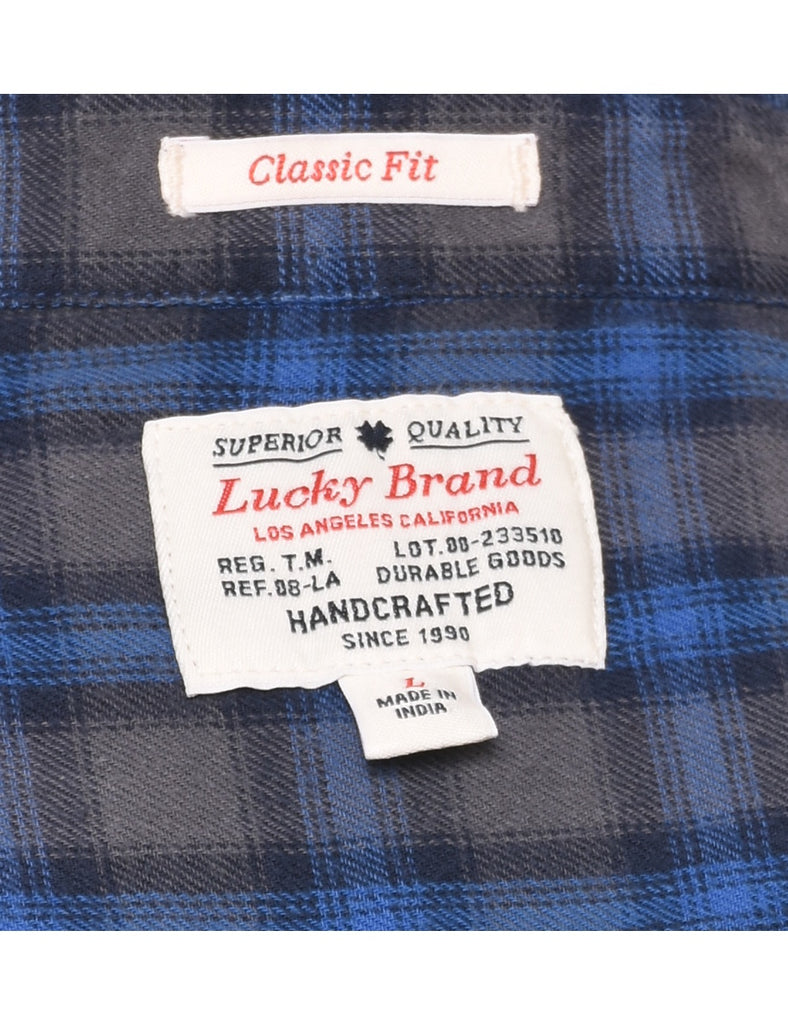 Classic Fit
SUPERIOR QUALITY
Lucky Brand
LOS ANGELES CALIFORNIA
REG. T.M. LOT.00-233510
REF.08-LA DURABLE GOODS
HANDCRAFTED
SINCE 1990
L
MADE IN
INDIA